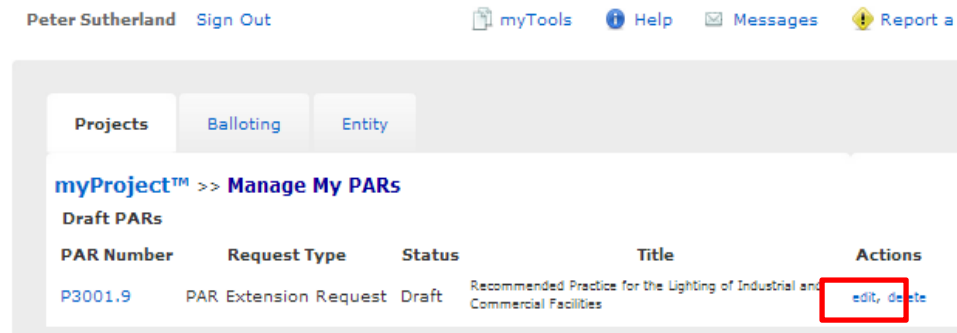 Peter Sutherland Sign Out myTools Help Messages Report a
Projects Balloting Entity
myProject™ >> Manage My PARs
Draft PARs
PAR Number Request Type Status Title Actions
P3001.9 PAR Extension Request Draft Recommended Practice for the Lighting of Industrial and Commercial Facilities edit, delete